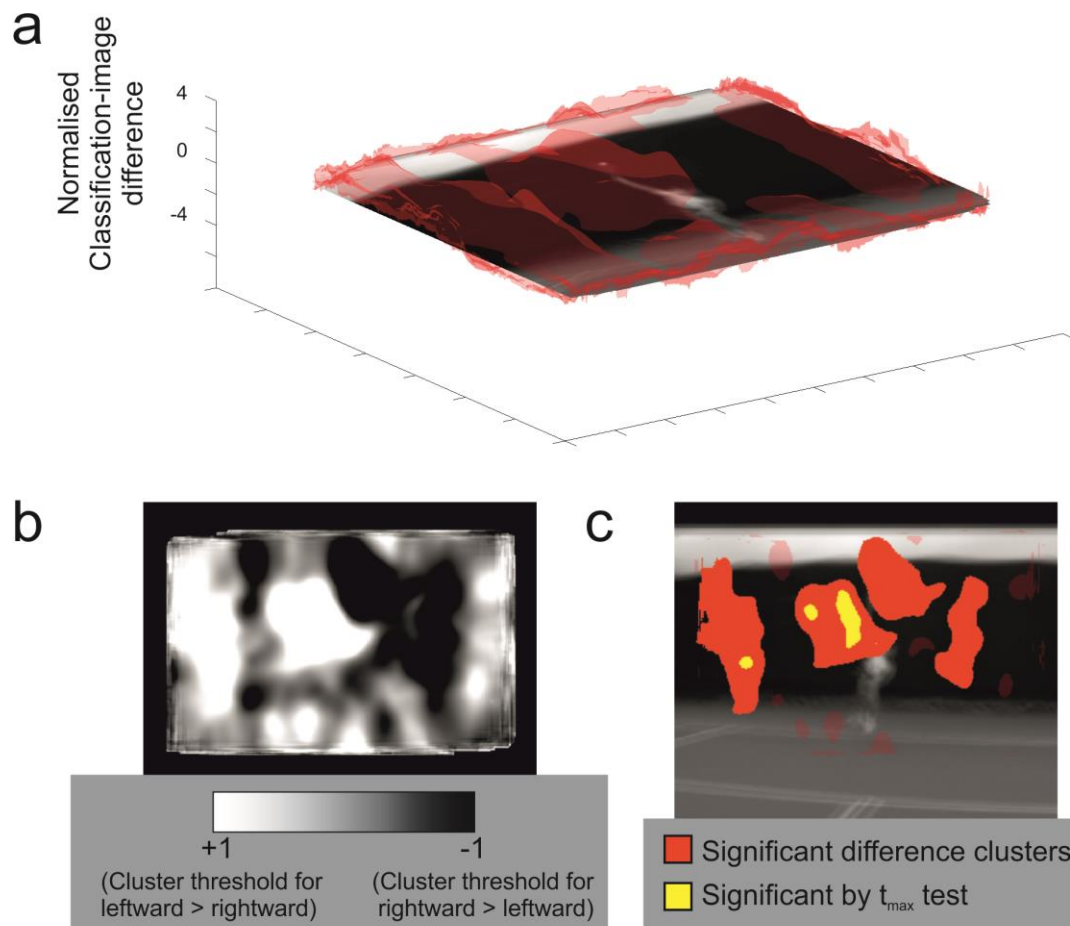 a
Normalised
Classification-image
difference
4
0
-4
b
c
+1
-1
(Cluster threshold for
leftward > rightward)
(Cluster threshold for
rightward > leftward)
Significant difference clusters
Significant by tmax test